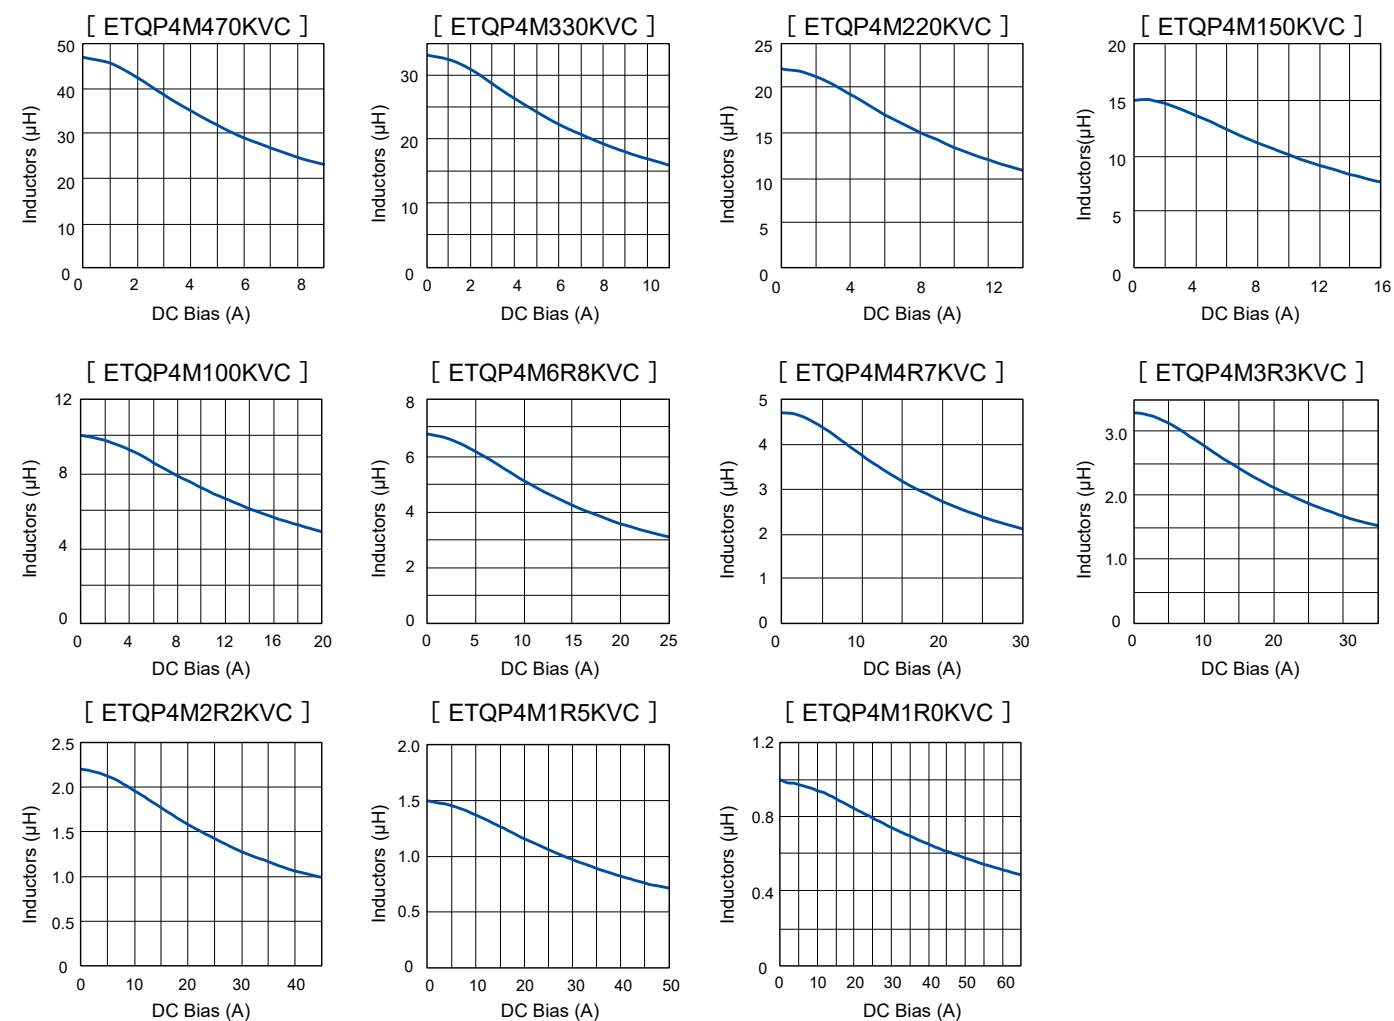 [ ETQP4M470KVC ]
50
40
30
20
10
0
0 2 4 6 8
Inductors (µH)
DC Bias (A)
[ ETQP4M330KVC ]
30
20
10
0
0 2 4 6 8 10
Inductors (µH)
DC Bias (A)
[ ETQP4M220KVC ]
25
20
15
10
5
0
0 4 8 12
Inductors (µH)
DC Bias (A)
[ ETQP4M150KVC ]
20
15
10
5
0
0 4 8 12 16
Inductors(µH)
DC Bias (A)
[ ETQP4M100KVC ]
12
8
4
0
0 4 8 12 16 20
Inductors (µH)
DC Bias (A)
[ ETQP4M6R8KVC ]
8
6
4
2
0
0 5 10 15 20 25
Inductors (µH)
DC Bias (A)
[ ETQP4M4R7KVC ]
5
4
3
2
1
0
0 10 20 30
Inductors (µH)
DC Bias (A)
[ ETQP4M3R3KVC ]
3.0
2.0
1.0
0
0 10 20 30
Inductors (µH)
DC Bias (A)
[ ETQP4M2R2KVC ]
2.5
2.0
1.5
1.0
0.5
0
0 10 20 30 40
Inductors (µH)
DC Bias (A)
[ ETQP4M1R5KVC ]
2.0
1.5
1.0
0.5
0
0 10 20 30 40 50
Inductors (µH)
DC Bias (A)
[ ETQP4M1R0KVC ]
1.2
0.8
0.4
0
0 10 20 30 40 50 60
Inductors (µH)
DC Bias (A)